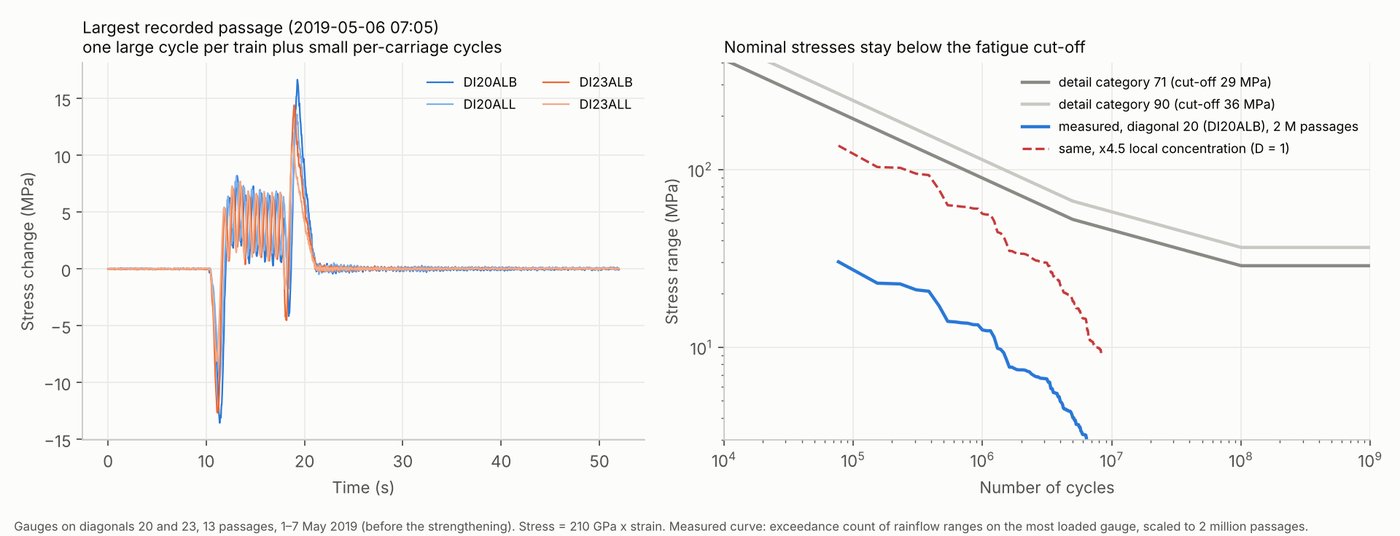 Largest recorded passage (2019-05-06 07:05)
one large cycle per train plus small per-carriage cycles
DI20ALB
DI23ALB
DI20ALL
DI23ALL
Stress change (MPa)
15
10
5
0
−5
−10
−15
0
10
20
30
40
50
Time (s)
Nominal stresses stay below the fatigue cut-off
detail category 71 (cut-off 29 MPa)
detail category 90 (cut-off 36 MPa)
measured, diagonal 20 (DI20ALB), 2 M passages
same, x4.5 local concentration (D = 1)
Stress range (MPa)
10²
10¹
10⁴
10⁵
10⁶
10⁷
10⁸
10⁹
Number of cycles
Gauges on diagonals 20 and 23, 13 passages, 1–7 May 2019 (before the strengthening). Stress = 210 GPa x strain. Measured curve: exceedance count of rainflow ranges on the most loaded gauge, scaled to 2 million passages.